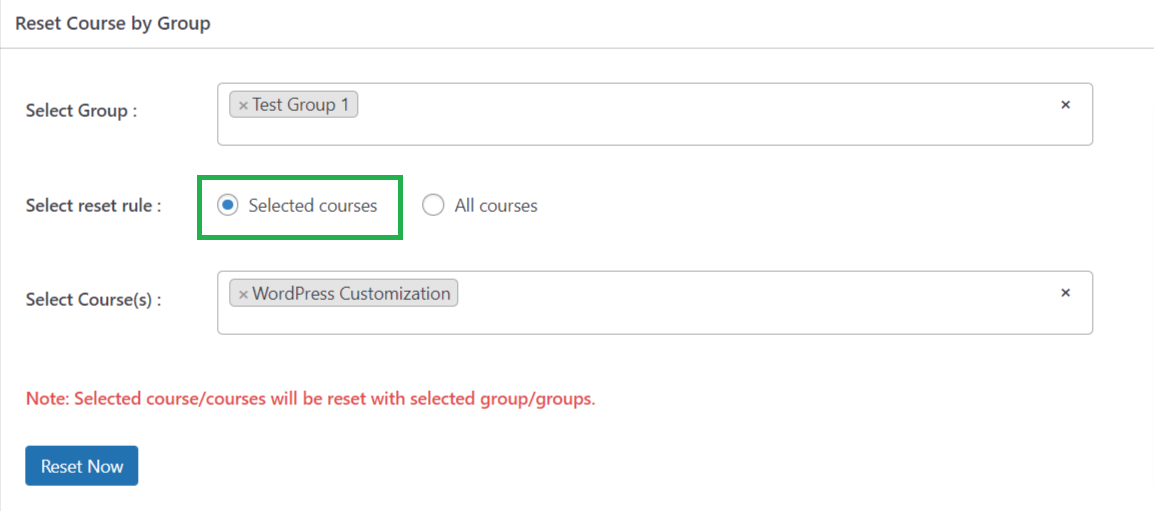 Reset Course by Group
Select Group :
× Test Group 1
×
Select reset rule :
Selected courses
All courses
Select Course(s) :
× WordPress Customization
×
Note: Selected course/courses will be reset with selected group/groups.
Reset Now